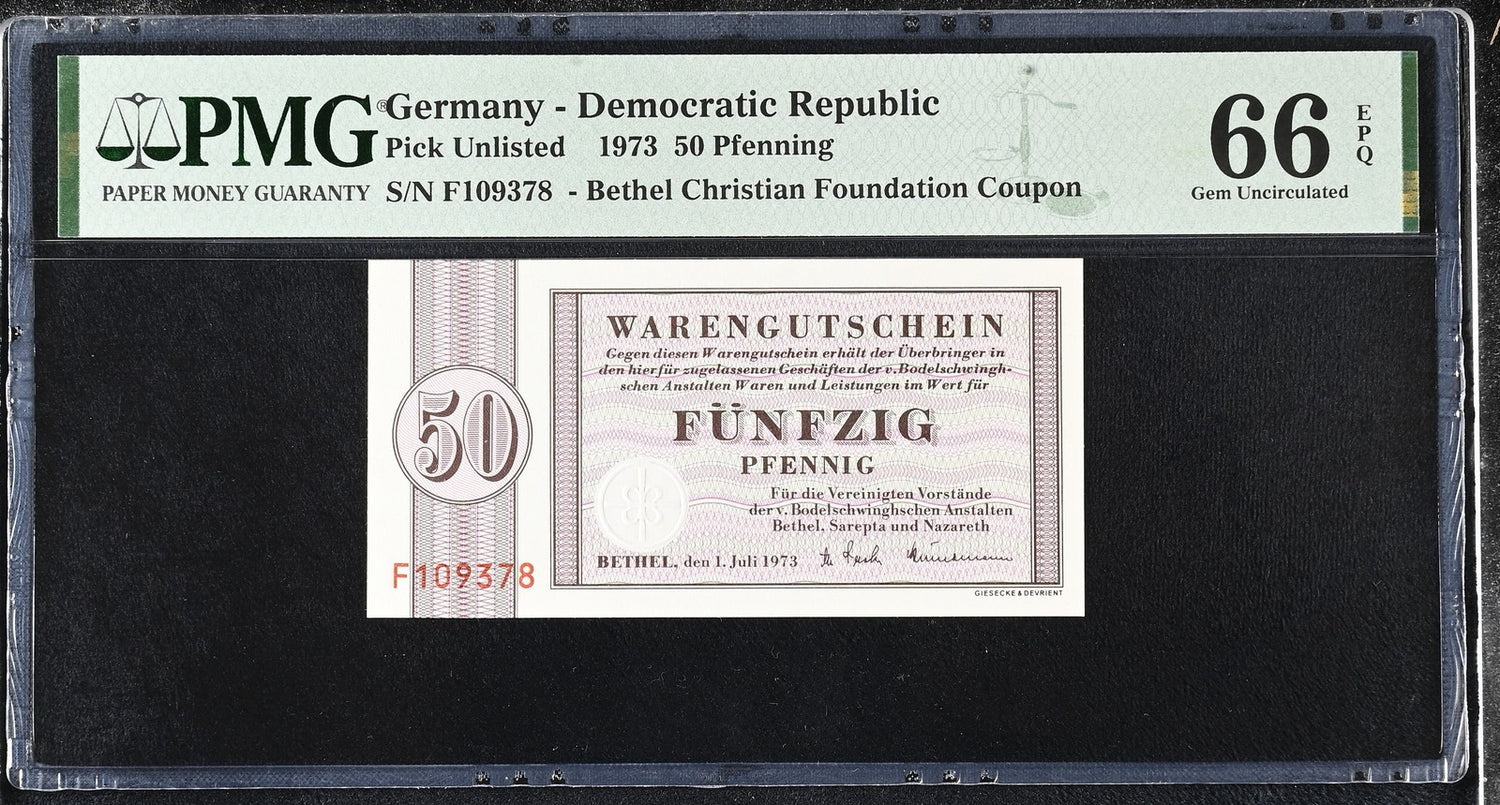 PMG®
PAPER MONEY GUARANTY
Germany - Democratic Republic
Pick Unlisted 1973 50 Pfenning
S/N F109378 - Bethel Christian Foundation Coupon
66
EPQ
Gem Uncirculated
WARENGUTSCHEIN
Gegen diesen Warengutschein erhält der Überbringer in
den hierfür zugelassenen Geschäften der v. Bodelschwingh-
schen Anstalten Waren und Leistungen im Wert für
FÜNFZIG
PFENNIG
50
Für die Vereinigten Vorstände
der v. Bodelschwinghschen Anstalten
Bethel, Sarepta und Nazareth
BETHEL, den 1. Juli 1973
F109378
GIESECKE & DEVRIENT